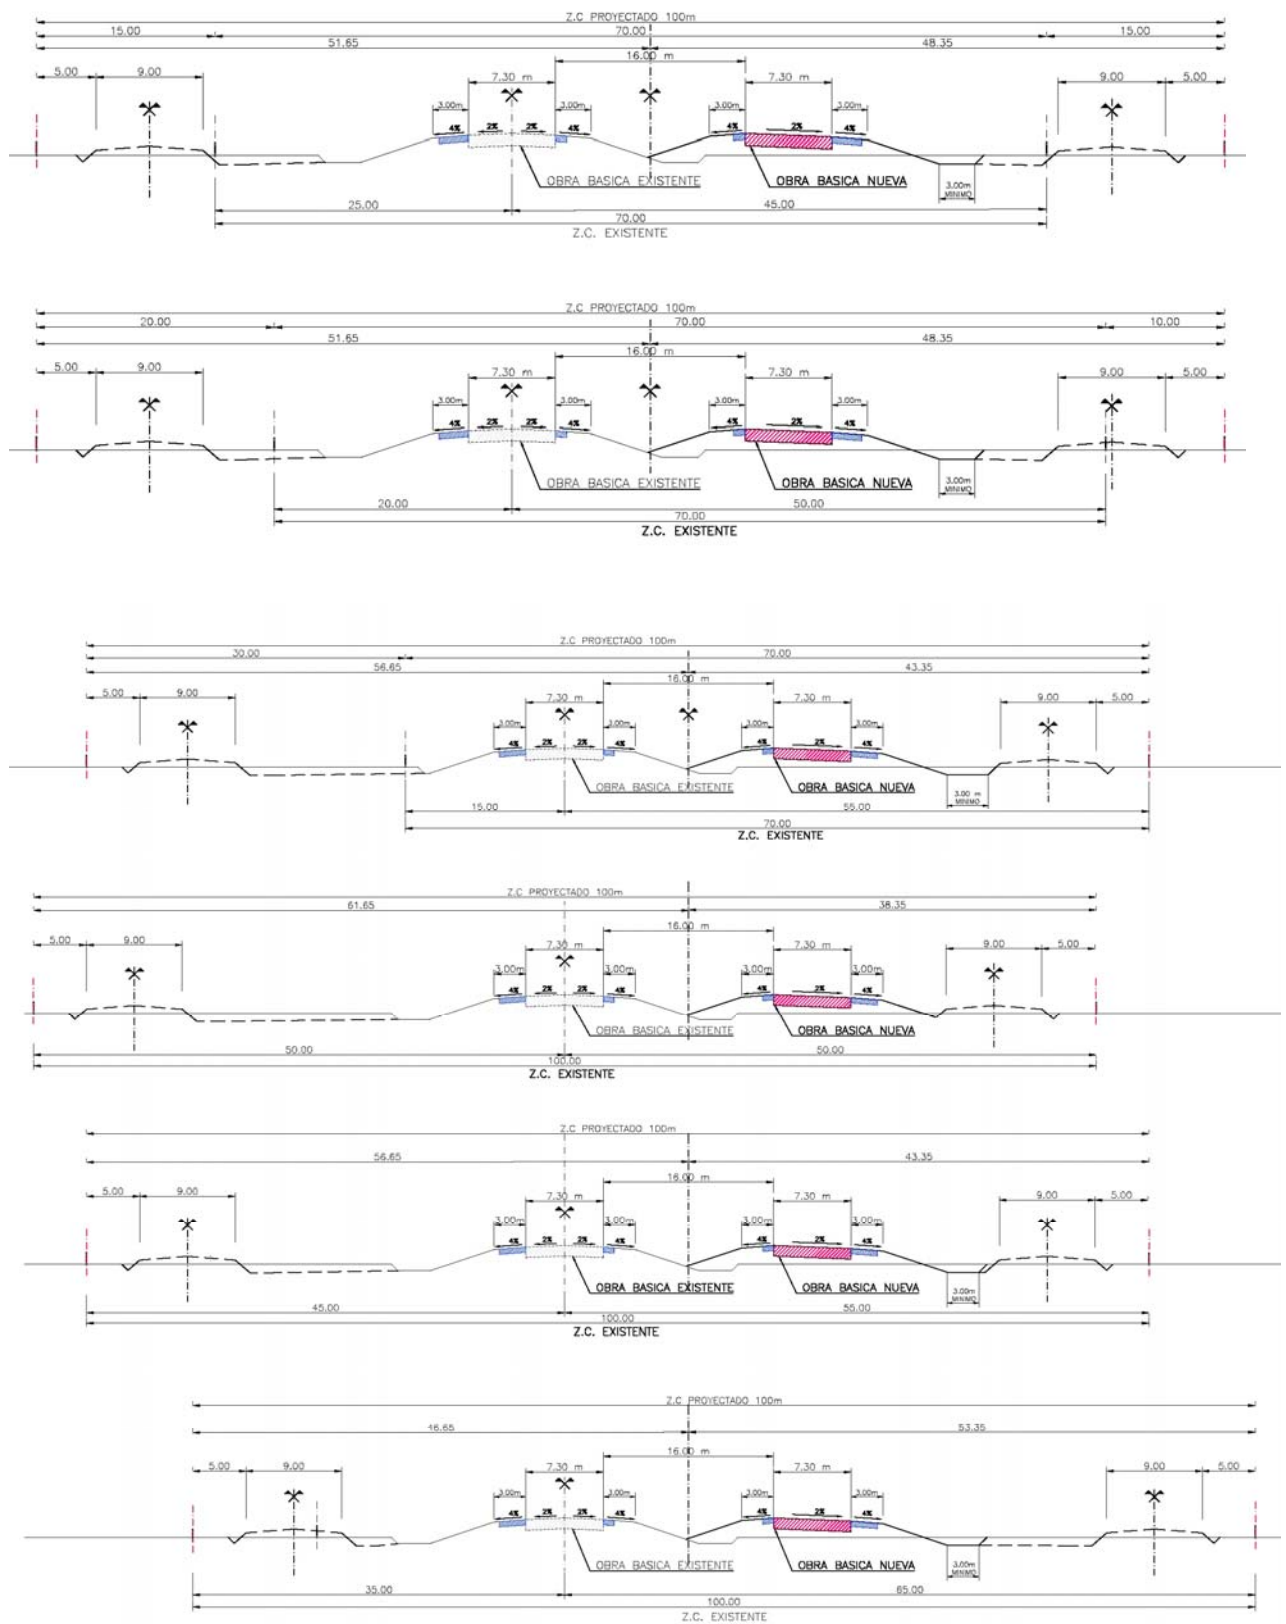 Z.C PROYECTADO 100m
15.00 70.00 15.00
51.65 48.35
16.00 m
5.00 9.00 7.30 m 7.30 m 9.00 5.00
3.00m 3.00m 3.00m 3.00m
4% 2% 2% 4% 4% 2% 4%
OBRA BASICA EXISTENTE OBRA BASICA NUEVA
3.00m
MINIMO
25.00 45.00
70.00
Z.C. EXISTENTE
Z.C PROYECTADO 100m
20.00 70.00 10.00
51.65 48.35
16.00 m
5.00 9.00 7.30 m 7.30 m 9.00 5.00
3.00m 3.00m 3.00m 3.00m
4% 2% 2% 4% 4% 2% 4%
OBRA BASICA EXISTENTE OBRA BASICA NUEVA
3.00m
MINIMO
20.00 50.00
70.00
Z.C. EXISTENTE
Z.C PROYECTADO 100m
30.00 70.00
56.65 43.35
16.00 m
5.00 9.00 7.30 m 7.30 m 9.00 5.00
3.00m 3.00m 3.00m 3.00m
4% 2% 2% 4% 4% 2% 4%
OBRA BASICA EXISTENTE OBRA BASICA NUEVA
3.00 m
MINIMO
15.00 55.00
70.00
Z.C. EXISTENTE
Z.C PROYECTADO 100m
61.65 38.35
16.00 m
5.00 9.00 7.30 m 7.30 m 9.00 5.00
3.00m 3.00m 3.00m 3.00m
4% 2% 2% 4% 4% 2% 4%
OBRA BASICA EXISTENTE OBRA BASICA NUEVA
50.00 50.00
100.00
Z.C. EXISTENTE
Z.C PROYECTADO 100m
56.65 43.35
16.00 m
5.00 9.00 7.30 m 7.30 m 9.00 5.00
3.00m 3.00m 3.00m 3.00m
4% 2% 2% 4% 4% 2% 4%
OBRA BASICA EXISTENTE OBRA BASICA NUEVA
3.00m
MINIMO
45.00 55.00
100.00
Z.C. EXISTENTE
Z.C PROYECTADO 100m
46.65 53.35
16.00 m
5.00 9.00 7.30 m 7.30 m 9.00 5.00
3.00m 3.00m 3.00m 3.00m
4% 2% 2% 4% 4% 2% 4%
OBRA BASICA EXISTENTE OBRA BASICA NUEVA
3.00m
MINIMO
35.00 65.00
100.00
Z.C. EXISTENTE